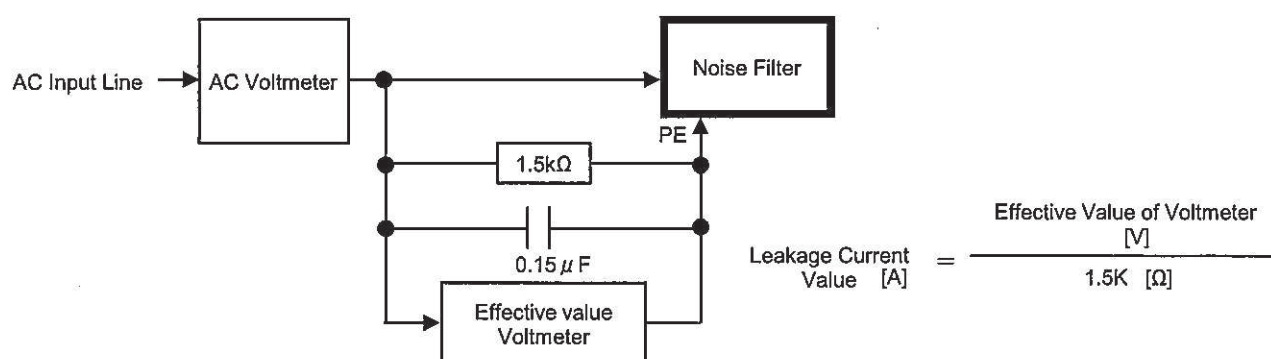 Noise Filter
AC Input Line
AC Voltmeter
PE
1.5kΩ
0.15 μ F
Effective value
Voltmeter
Leakage Current
Value [A]
=
Effective Value of Voltmeter
[V]
1.5K [Ω]